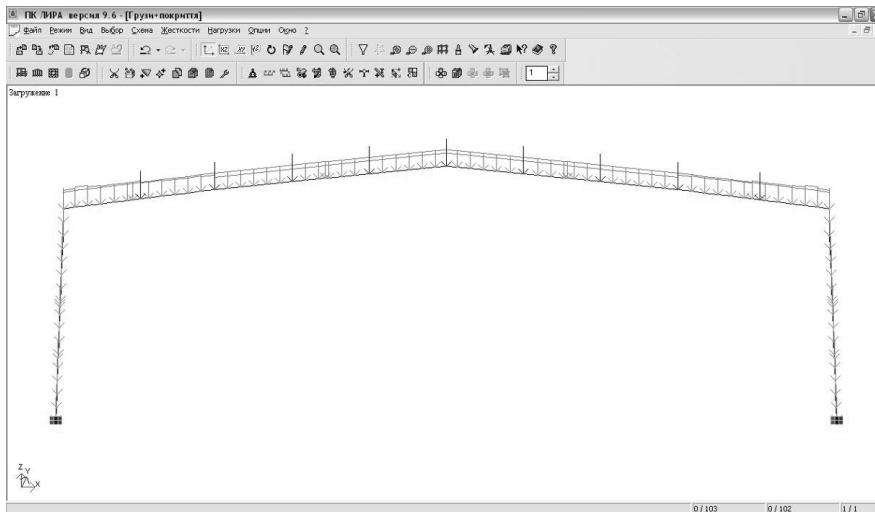 ПК ЛИРА версия 9.6 - [Грузи+покриття]
Файл Режим Вид Выбор Схема Жесткости Нагрузки Опции Окно ?
1
Загружение 1
Z
Y
X
0 / 103 0 / 102 1 / 1